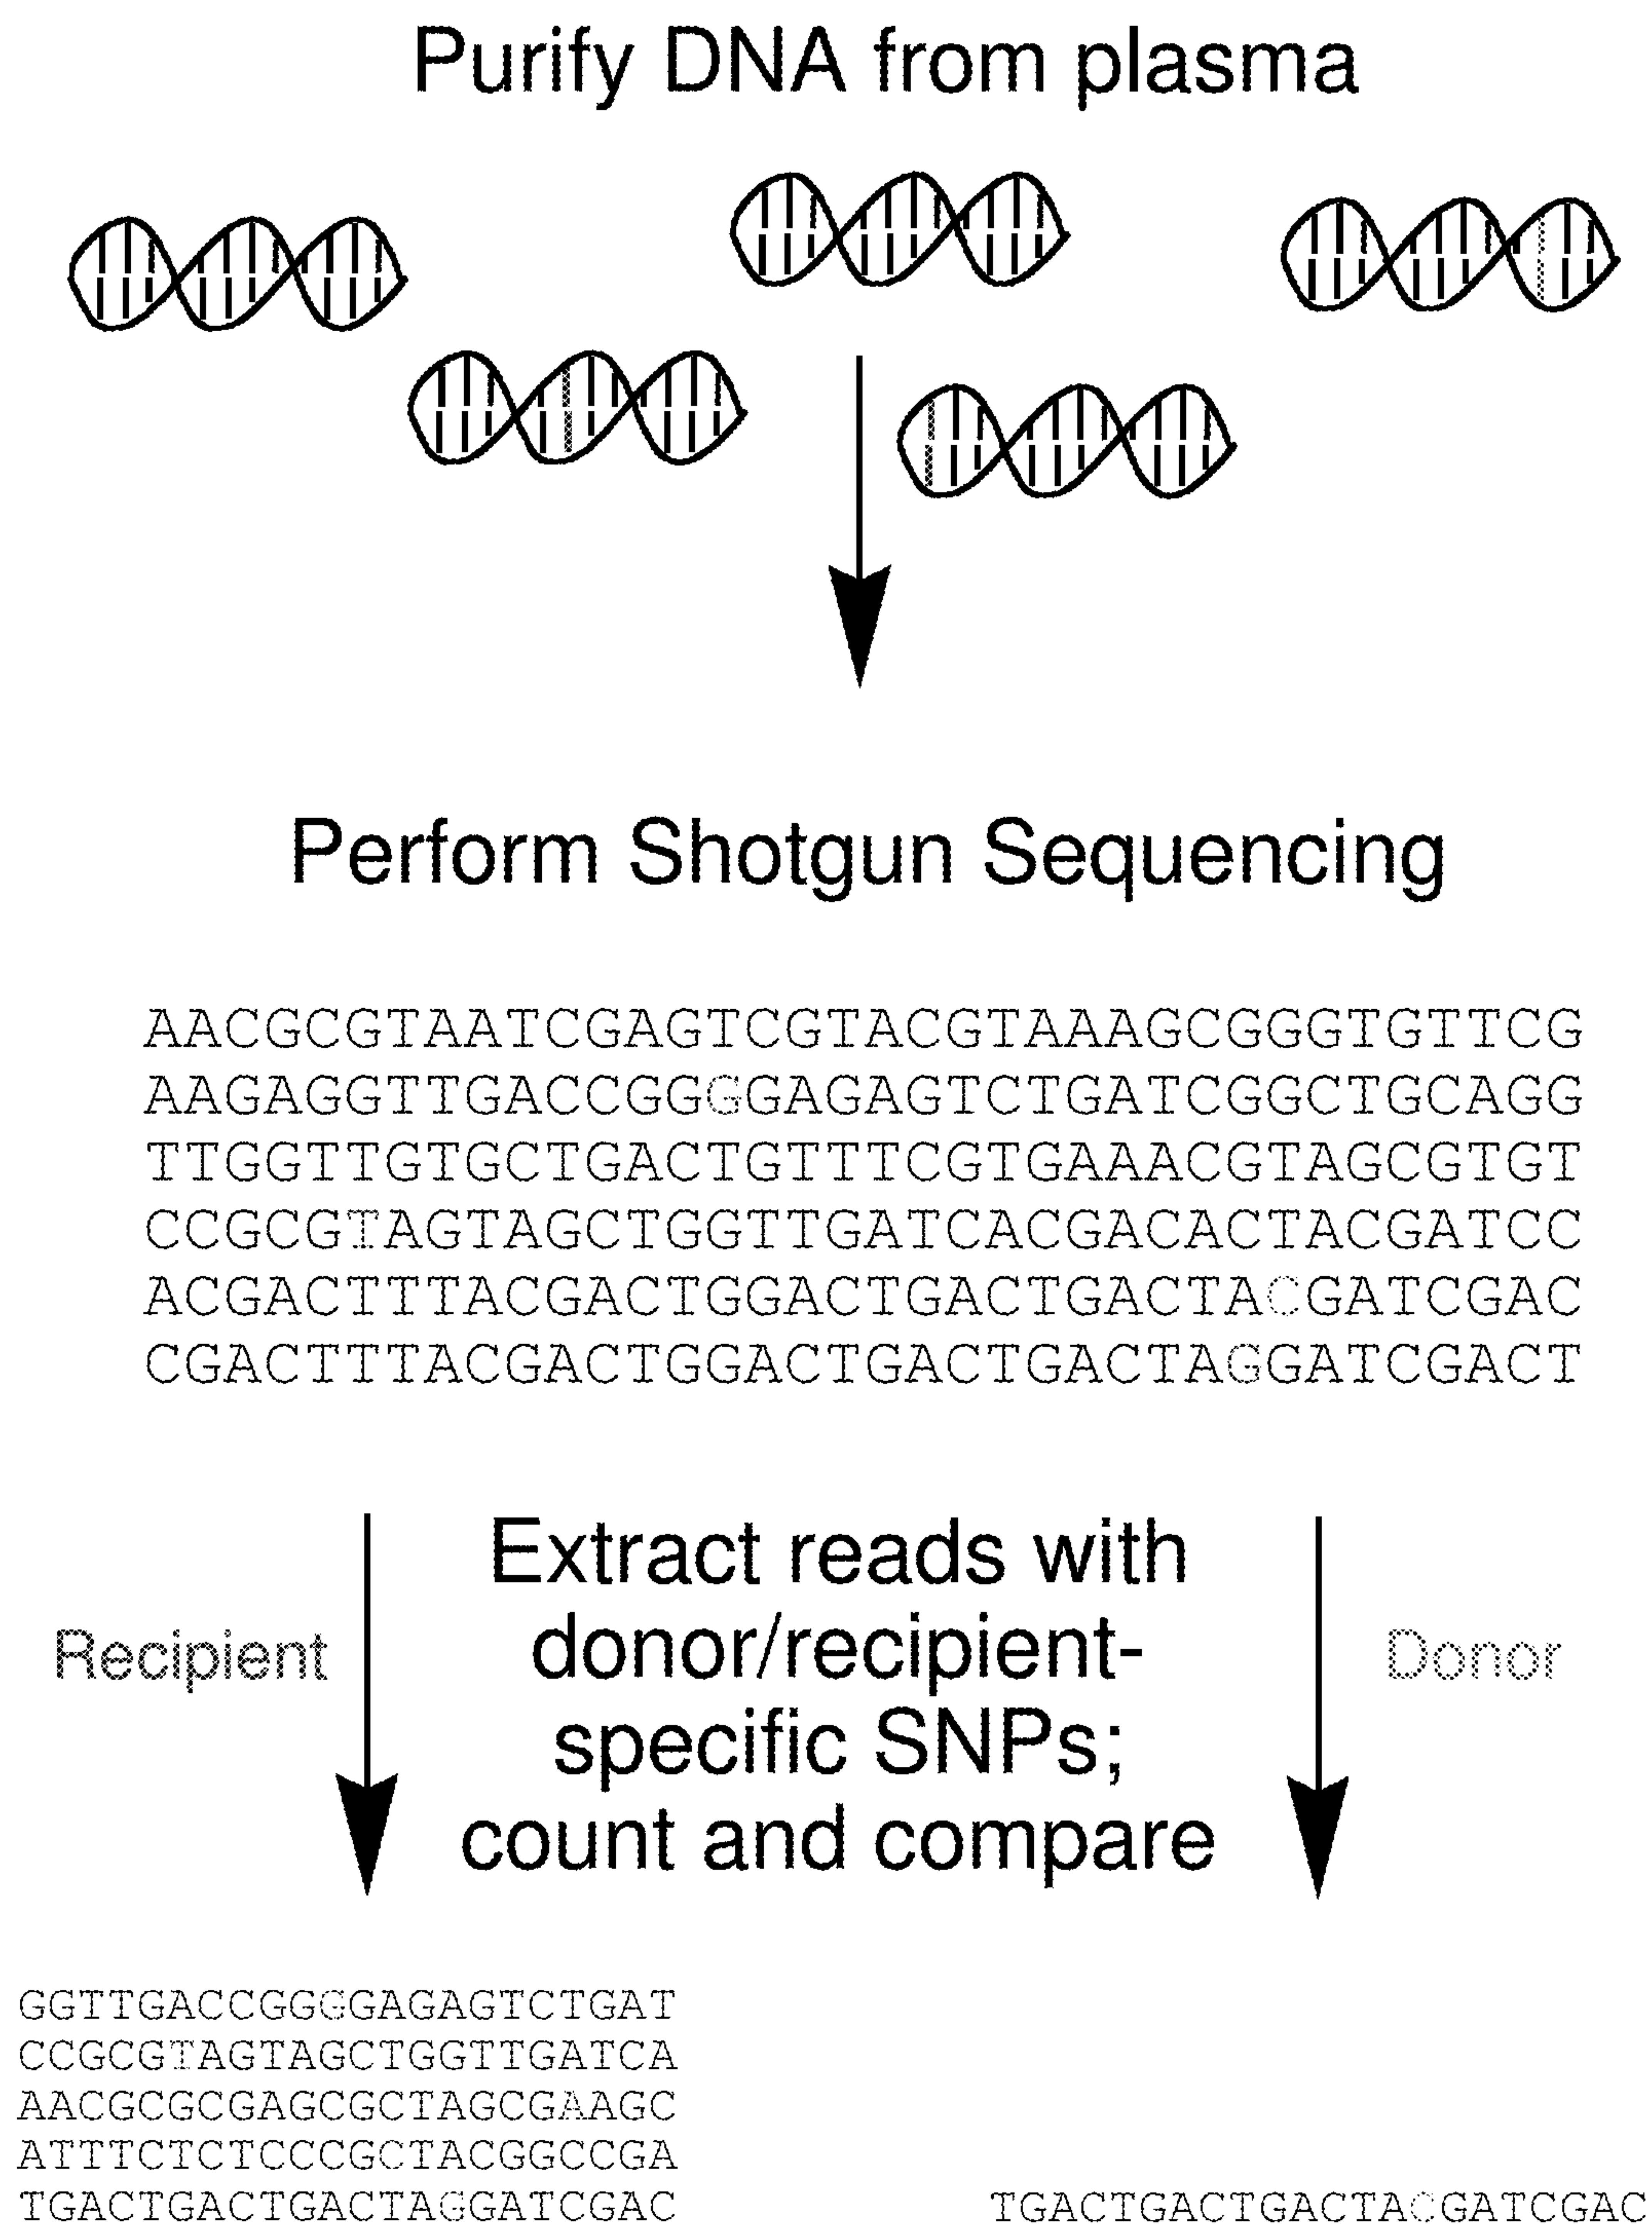 Purify DNA from plasma
Perform Shotgun Sequencing
AACGCGTAATCGAGTCGTACGTAAAGCGGGTGTTCG
AAGAGGTTGACCGGGGAGAGTCTGATCGGCTGCAGG
TTGGTTGTGCTGACTGTTTCGTGAAACGTAGCGTGT
CCGCGTAGTAGCTGGTTGATCACGACACTACGATCC
ACGACTTTACGACTGGACTGACTGACTACGATCGAC
CGACTTTACGACTGGACTGACTGACTAGGATCGACT
Extract reads with
donor/recipient-
specific SNPs;
count and compare
Recipient
Donor
GGTTGACCGGGGAGAGTCTGAT
CCGCGTAGTAGCTGGTTGATCA
AACGCGCGAGCGCTAGCGAAGC
ATTTCTCTCCCGCTACGGCCGA
TGACTGACTGACTAGGATCGAC
TGACTGACTGACTACGATCGAC